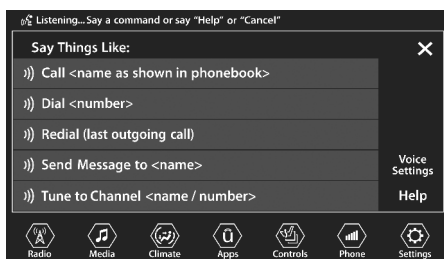 Listening...Say a command or say “Help” or “Cancel”
Say Things Like:
Call <name as shown in phonebook>
Dial <number>
Redial (last outgoing call)
Send Message to <name>
Tune to Channel <name / number>
Voice
Settings
Help
Radio
Media
Climate
Apps
Controls
Phone
Settings